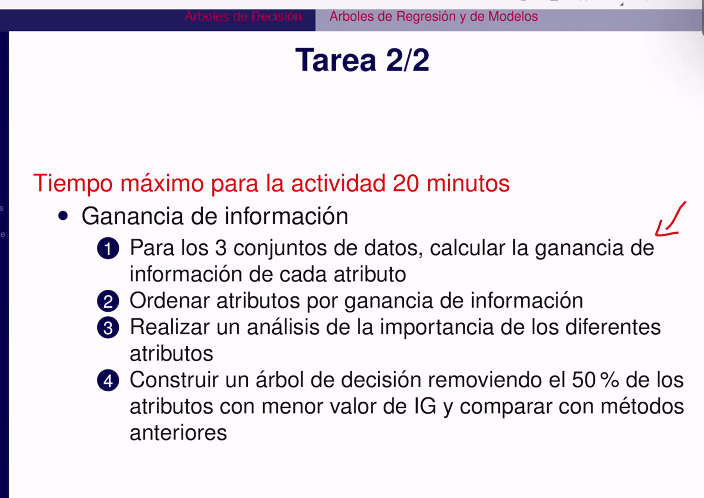 Árboles de Decisión Árboles de Regresión y de Modelos
Tarea 2/2
Tiempo máximo para la actividad 20 minutos
• Ganancia de información
1 Para los 3 conjuntos de datos, calcular la ganancia de
información de cada atributo
2 Ordenar atributos por ganancia de información
3 Realizar un análisis de la importancia de los diferentes
atributos
4 Construir un árbol de decisión removiendo el 50 % de los
atributos con menor valor de IG y comparar con métodos
anteriores